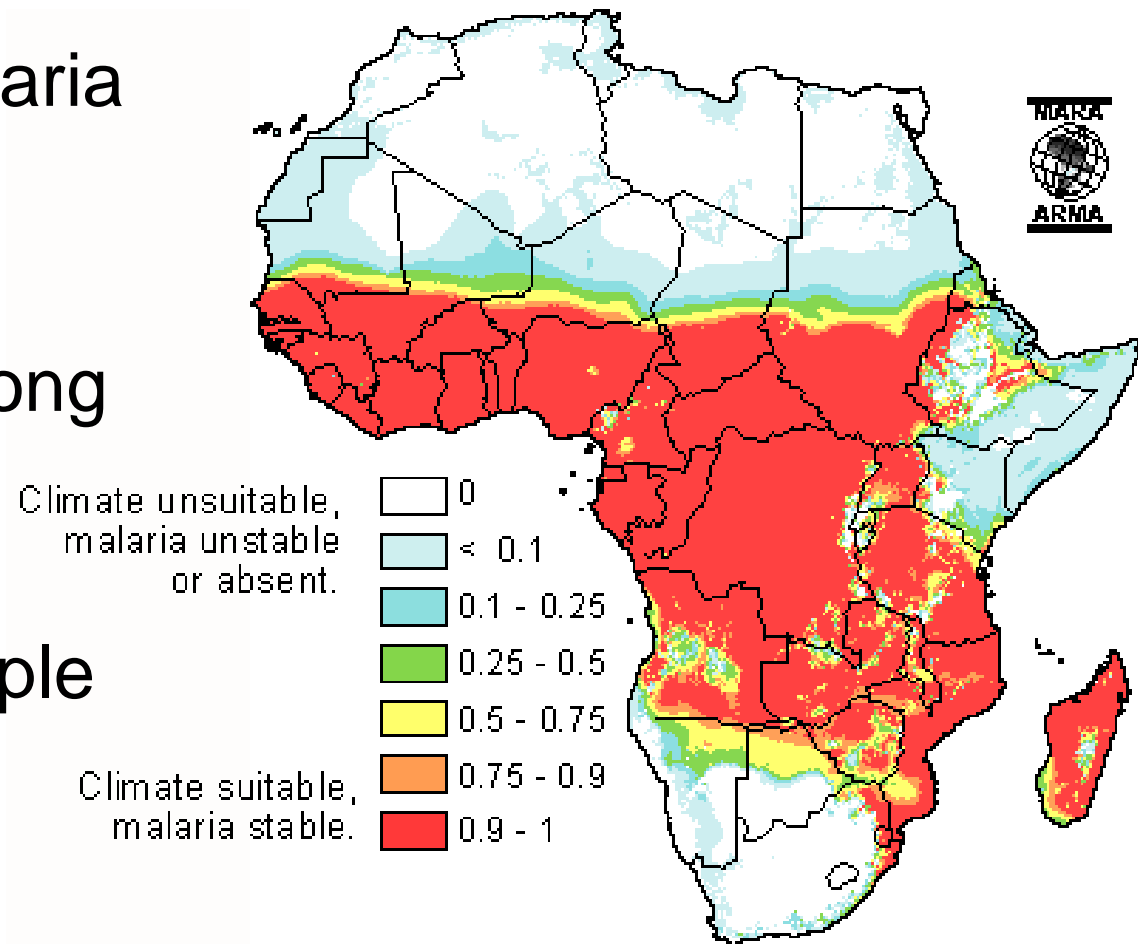 aria
MARA
ARMA
ong
Climate unsuitable,
malaria unstable
or absent.
0
< 0.1
0.1 - 0.25
0.25 - 0.5
ple
0.5 - 0.75
Climate suitable,
malaria stable.
0.75 - 0.9
0.9 - 1